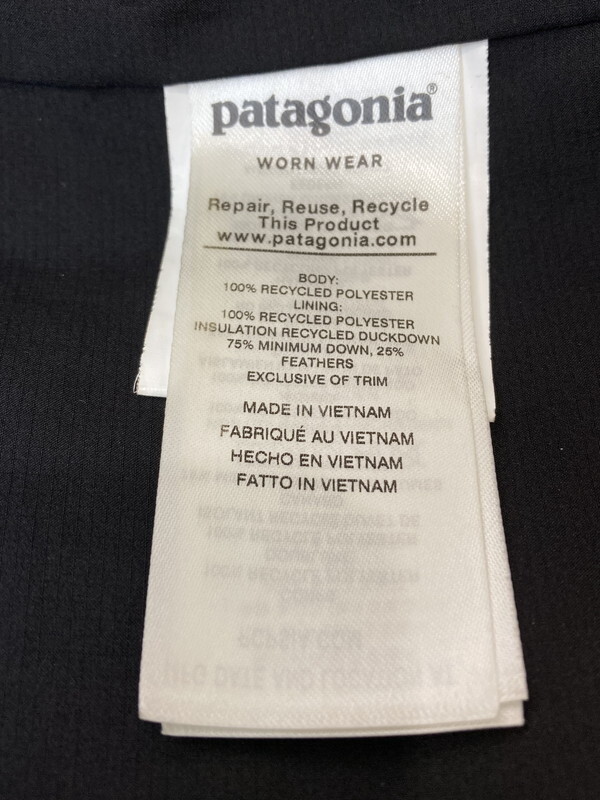 patagonia®
WORN WEAR
Repair, Reuse, Recycle
This Product
www.patagonia.com
BODY:
100% RECYCLED POLYESTER
LINING:
100% RECYCLED POLYESTER
INSULATION RECYCLED DUCKDOWN
75% MINIMUM DOWN, 25%
FEATHERS
EXCLUSIVE OF TRIM
MADE IN VIETNAM
FABRIQUÉ AU VIETNAM
HECHO EN VIETNAM
FATTO IN VIETNAM